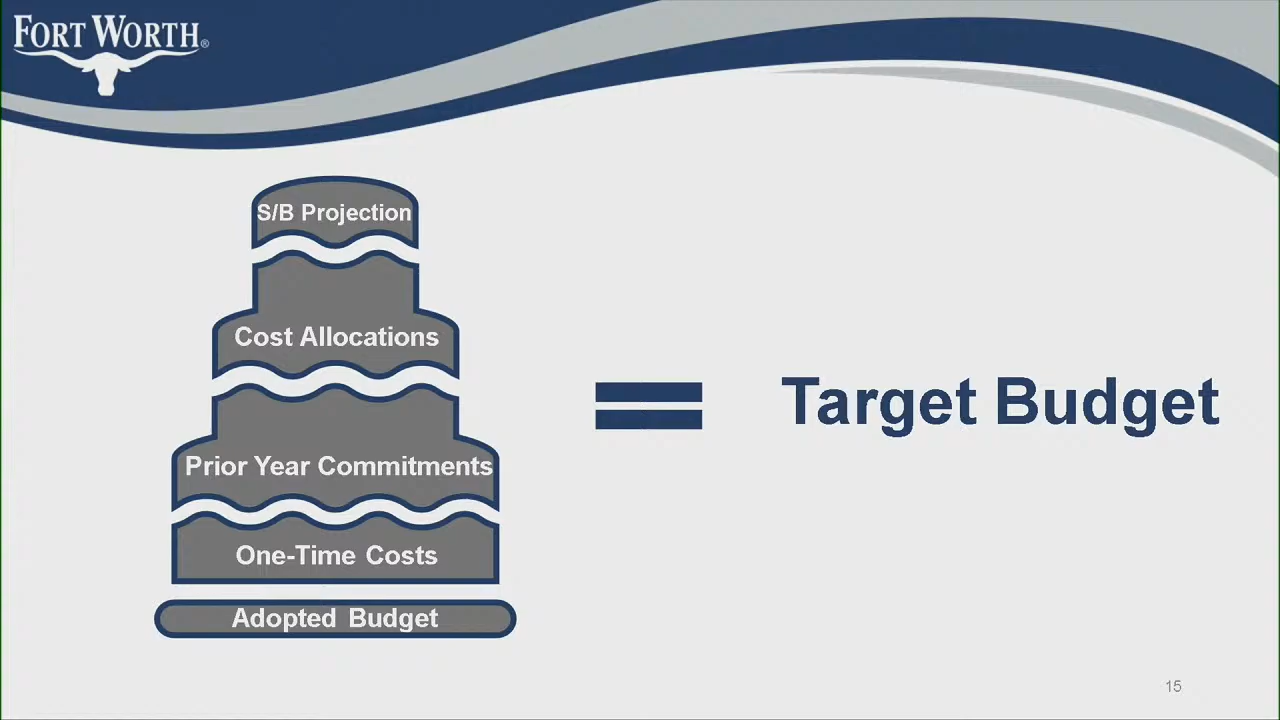 FORT WORTH®
S/B Projection
Cost Allocations
Prior Year Commitments
One-Time Costs
Adopted Budget
Target Budget
15